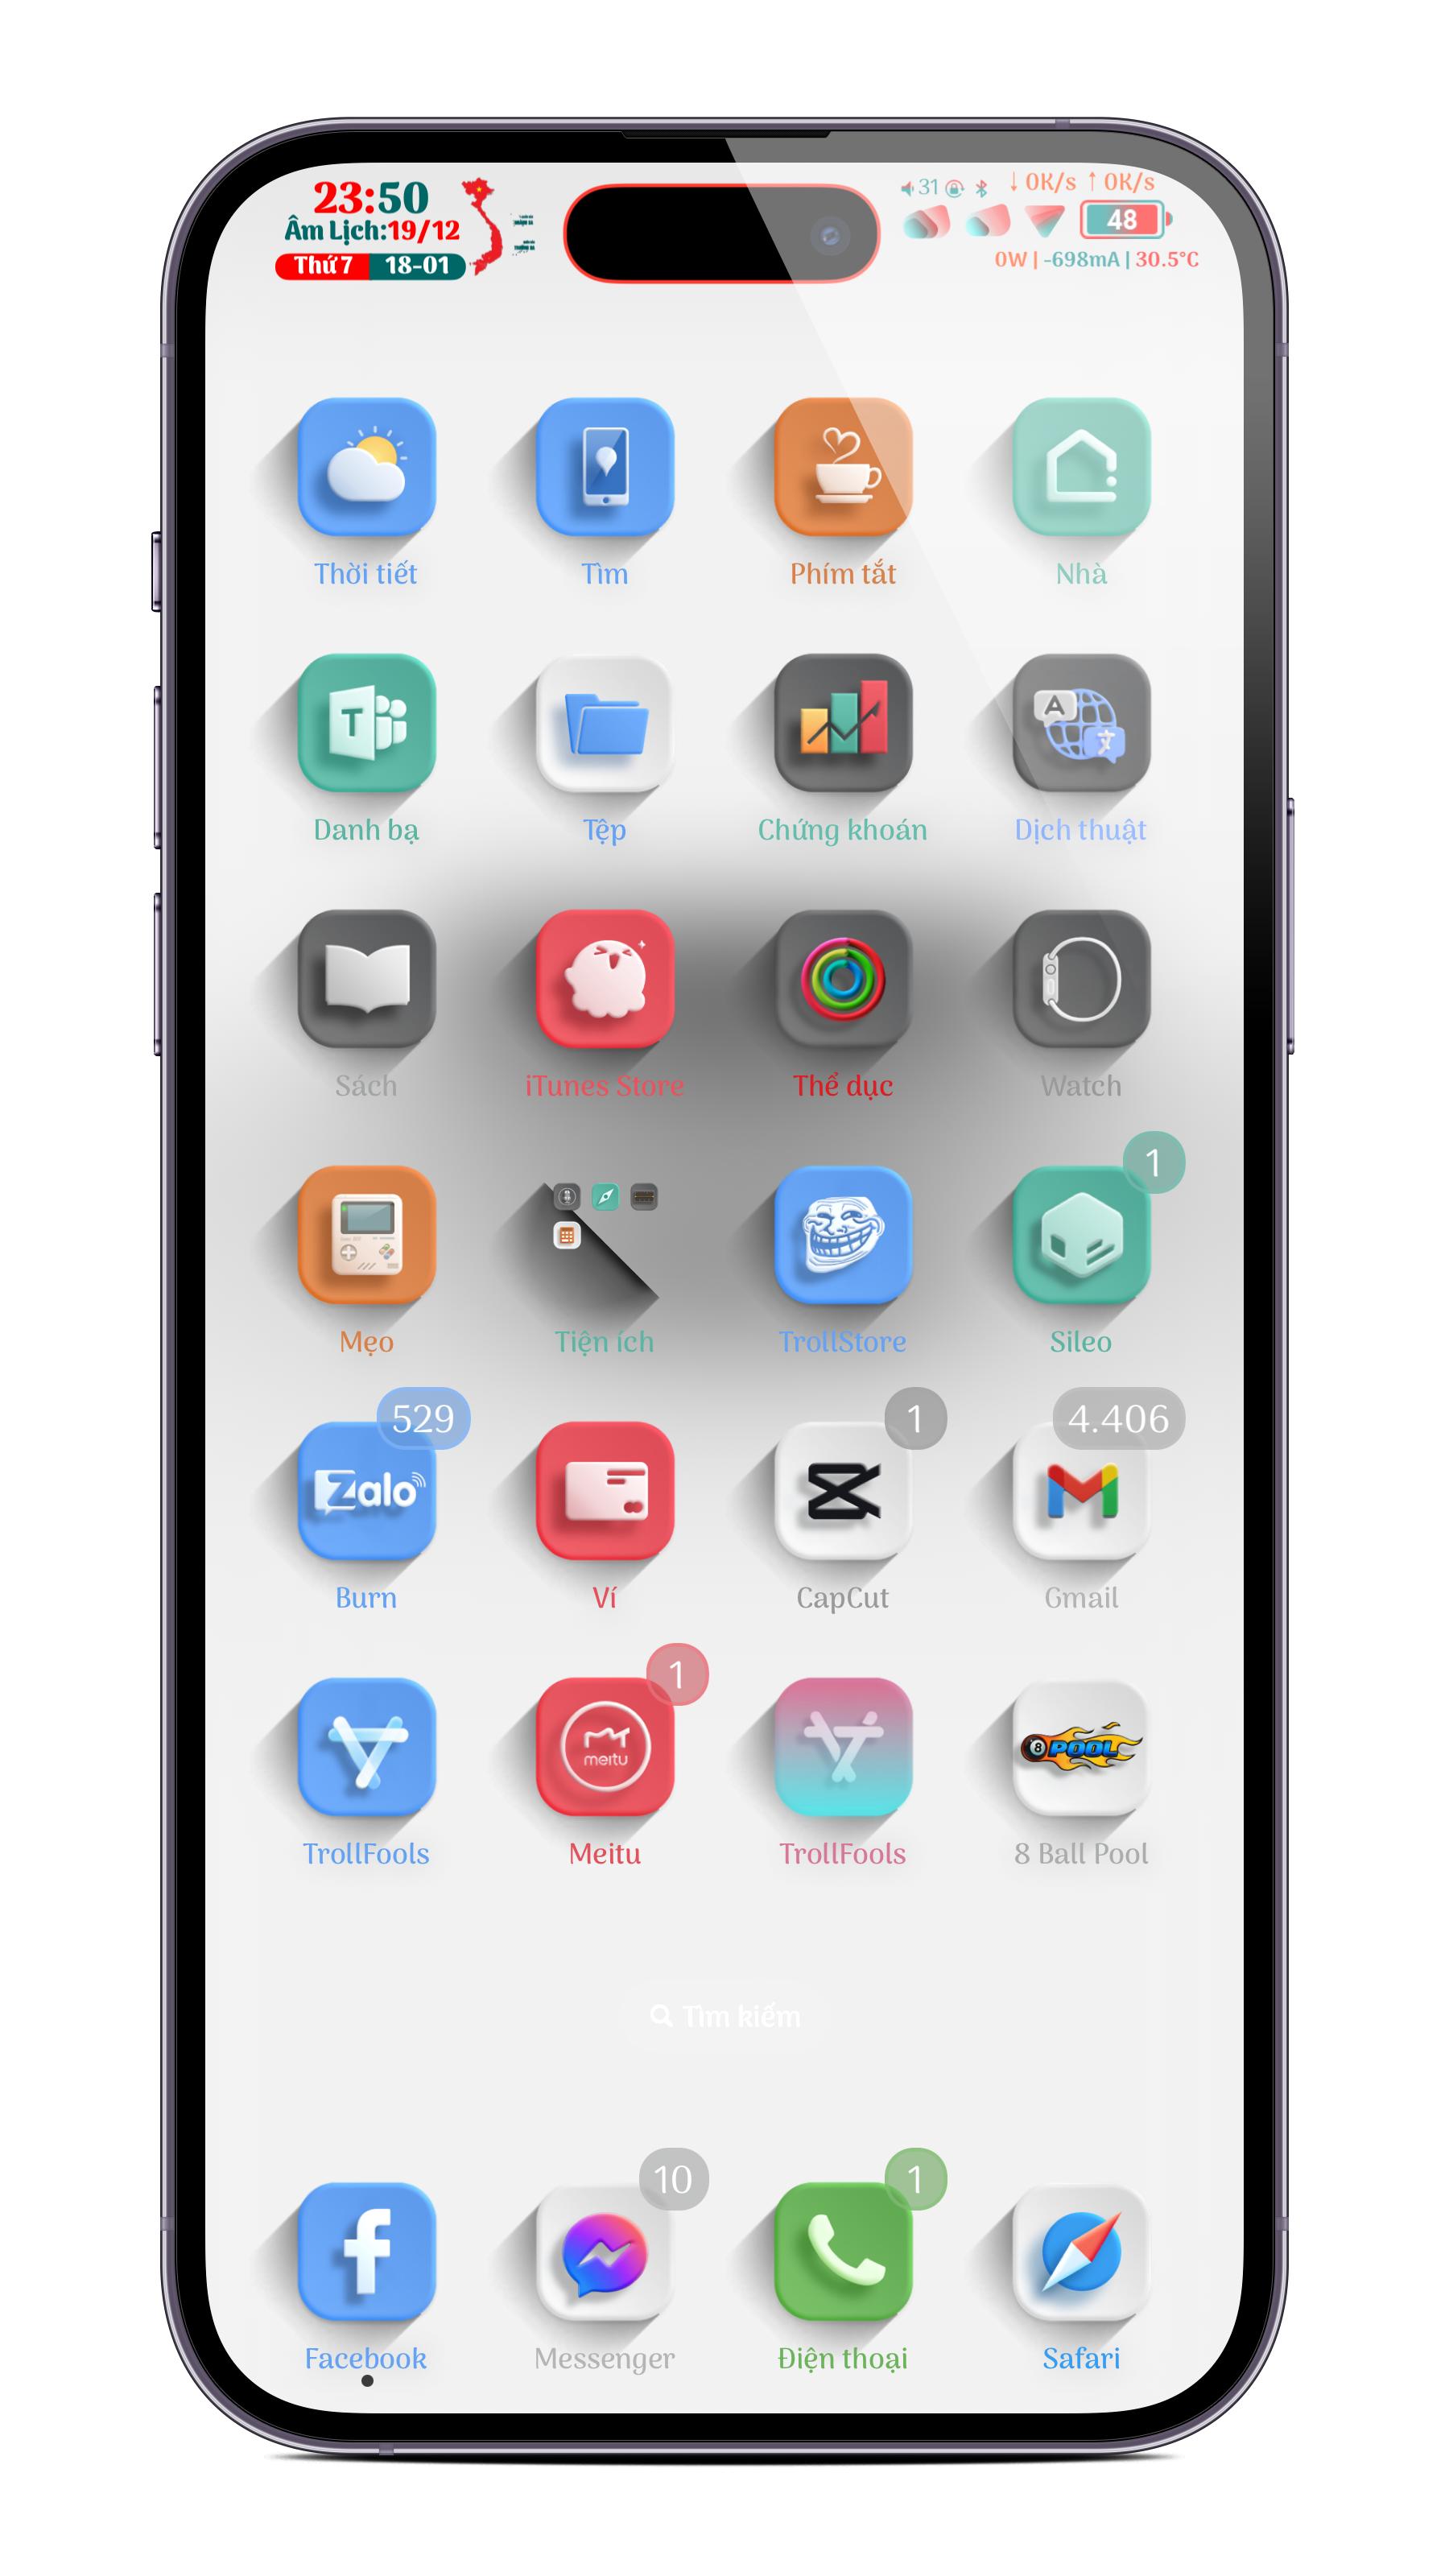 23:50
Âm Lịch:19/12
Thứ 7 18-01
31 ↓ 0K/s ↑ 0K/s
48
0W | -698mA | 30.5°C
Thời tiết Tìm Phím tắt Nhà
T A
Danh bạ Tệp Chứng khoán Dịch thuật
Sách iTunes Store Thể dục Watch
1
Mẹo Tiện ích TrollStore Sileo
529 1 4.406
Zalo
Burn Ví CapCut Gmail
1
meitu 8 POOL
TrollFools Meitu TrollFools 8 Ball Pool
Tìm kiếm
10 1
Facebook Messenger Điện thoại Safari